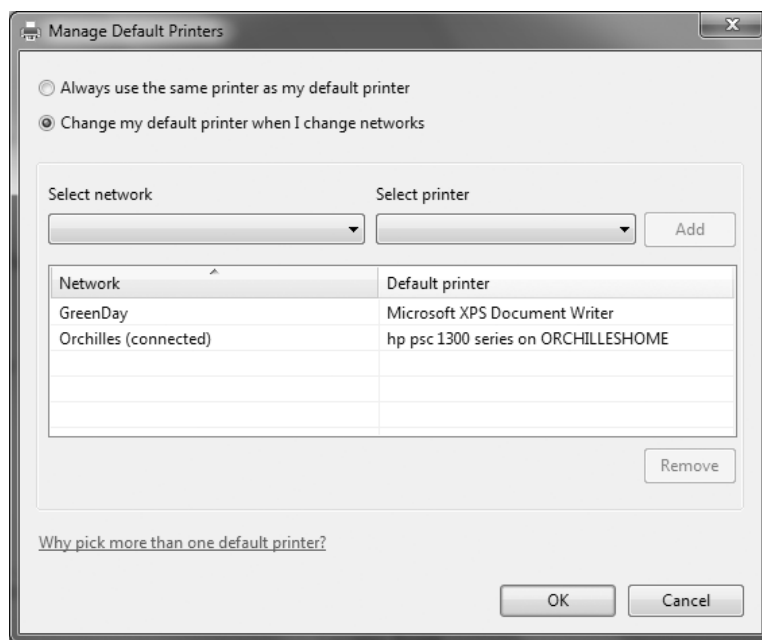 Manage Default Printers
Always use the same printer as my default printer
Change my default printer when I change networks
Select network Select printer
Add
Network Default printer
GreenDay Microsoft XPS Document Writer
Orchilles (connected) hp psc 1300 series on ORCHILLESHOME
Remove
Why pick more than one default printer?
OK Cancel